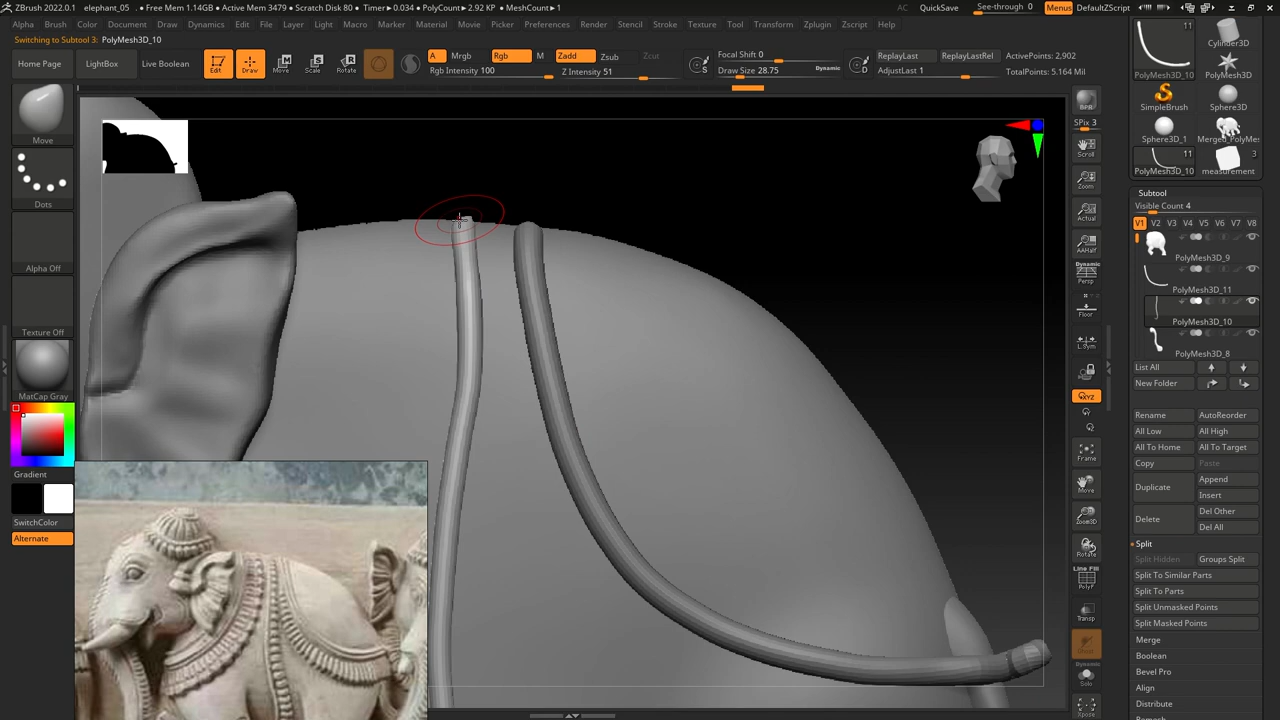 ZBrush 2022.0.1 elephant_05 • Free Mem 1.14GB • Active Mem 3479 • Scratch Disk 80 • Timer▸0.034 • PolyCount▸2.92 KP • MeshCount▸1
AC QuickSave See-through 0 Menus DefaultZScript
Alpha Brush Color Document Draw Dynamics Edit File Layer Light Macro Marker Material Movie Picker Preferences Render Stencil Stroke Texture Tool Transform Zplugin Zscript Help
Switching to Subtool 3: PolyMesh3D_10
Home Page LightBox Live Boolean
Edit Draw Move Scale Rotate
A Mrgb Rgb M Zadd Zsub Zcut
Rgb Intensity 100 Z Intensity 51
Focal Shift 0
Draw Size 28.75 Dynamic
S
D
ReplayLast ReplayLastRel
AdjustLast 1
ActivePoints: 2,902
TotalPoints: 5.164 Mil
Move
Dots
Alpha Off
Texture Off
MatCap Gray
Gradient
SwitchColor
Alternate
BPR
SPix 3
Scroll
Zoom
Actual
AAHalf
Dynamic
Persp
Floor
L.Sym
XYZ
Frame
Move
Zoom3D
Rotate
Line Fill
PolyF
Transp
Dynamic
Solo
Xpose
11
PolyMesh3D_10
Cylinder3D
PolyMesh3D
SimpleBrush
Sphere3D
Sphere3D_1
Merged_PolyMes
11
PolyMesh3D_10
3
measurement
Subtool
Visible Count 4
V1 V2 V3 V4 V5 V6 V7 V8
PolyMesh3D_9
PolyMesh3D_11
PolyMesh3D_10
PolyMesh3D_8
List All
New Folder
Rename AutoReorder
All Low All High
All To Home All To Target
Copy Paste
Duplicate Append
Insert
Delete Del Other
Del All
Split
Split Hidden Groups Split
Split To Similar Parts
Split To Parts
Split Unmasked Points
Split Masked Points
Merge
Boolean
Bevel Pro
Align
Distribute